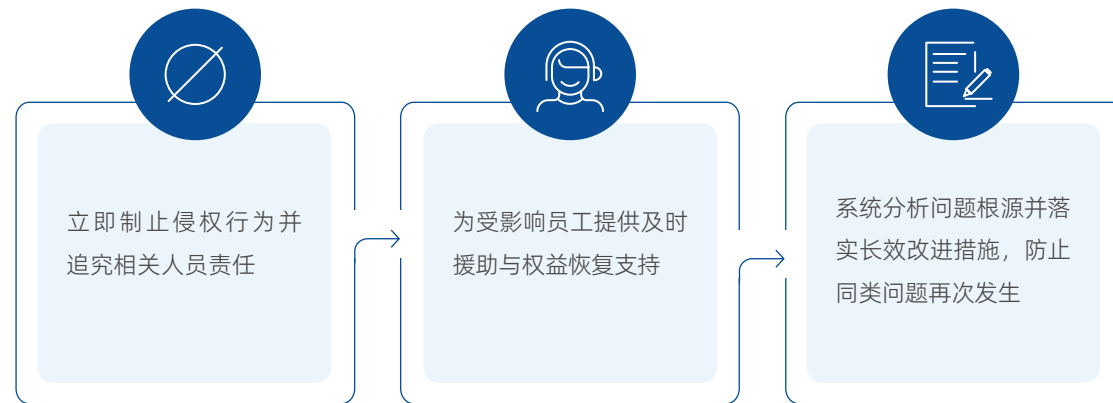 立即制止侵权行为并
追究相关人员责任
为受影响员工提供及时
援助与权益恢复支持
系统分析问题根源并落
实长效改进措施，防止
同类问题再次发生